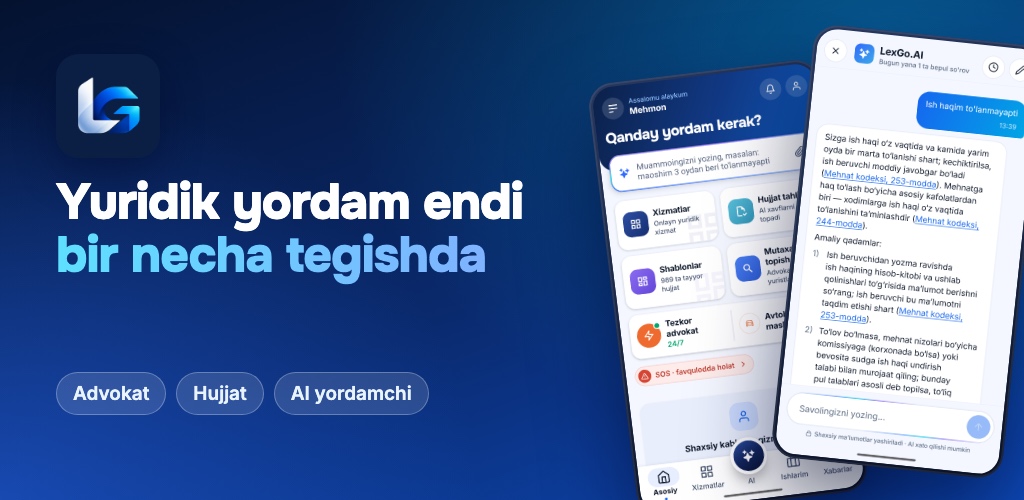 LG
Yuridik yordam endi
bir necha tegishda
Advokat
Hujjat
AI yordamchi
Assalomu alaykum
Mehmon
Qanday yordam kerak?
Muammoingizni yozing, masalan:
maoshim 3 oydan beri to'lanmayapti
Xizmatlar
Onlayn yuridik
xizmat
Hujjat
AI xavflarni
topadi
Shablonlar
969 ta tayyor
hujjat
topish
Tezkor
advokat
24/7
SOS · favqulodda holat
Shaxsiy
Asosiy
Xizmatlar
AI
Ishlarim
Xabarlar
LexGo.AI
Bugun yana 1 ta bepul so'rov
Ish haqim to'lanmayapti
13:39
Sizga ish haqi o'z vaqtida va kamida yarim
oyda bir marta to'lanishi shart; kechiktirilsa,
ish beruvchi moddiy javobgar bo'ladi
(Mehnat kodeksi, 253-modda). Mehnatga
haq to'lash bo'yicha asosiy kafolatlardan
biri — xodimlarga ish haqi o'z vaqtida
to'lanishini ta'minlashdir (Mehnat kodeksi,
244-modda).
Amaliy qadamlar:
1) Ish beruvchidan yozma ravishda
ish haqining hisob-kitobi va ushlab
qolinishlari to'g'risida ma'lumot berishni
so'rang; ish beruvchi bu ma'lumotni
taqdim etishi shart (Mehnat kodeksi,
253-modda).
2) To'lov bo'lmasa, mehnat nizolari bo'yicha
komissiyaga (korxonada bo'lsa) yoki
bevosita sudga ish haqi undirish
talabi bilan murojaat qiling; bunday
pul talablari asosli deb topilsa, to'liq
Savolingizni yozing...
Shaxsiy ma'lumotlar yashiriladi · AI xato qilishi mumkin